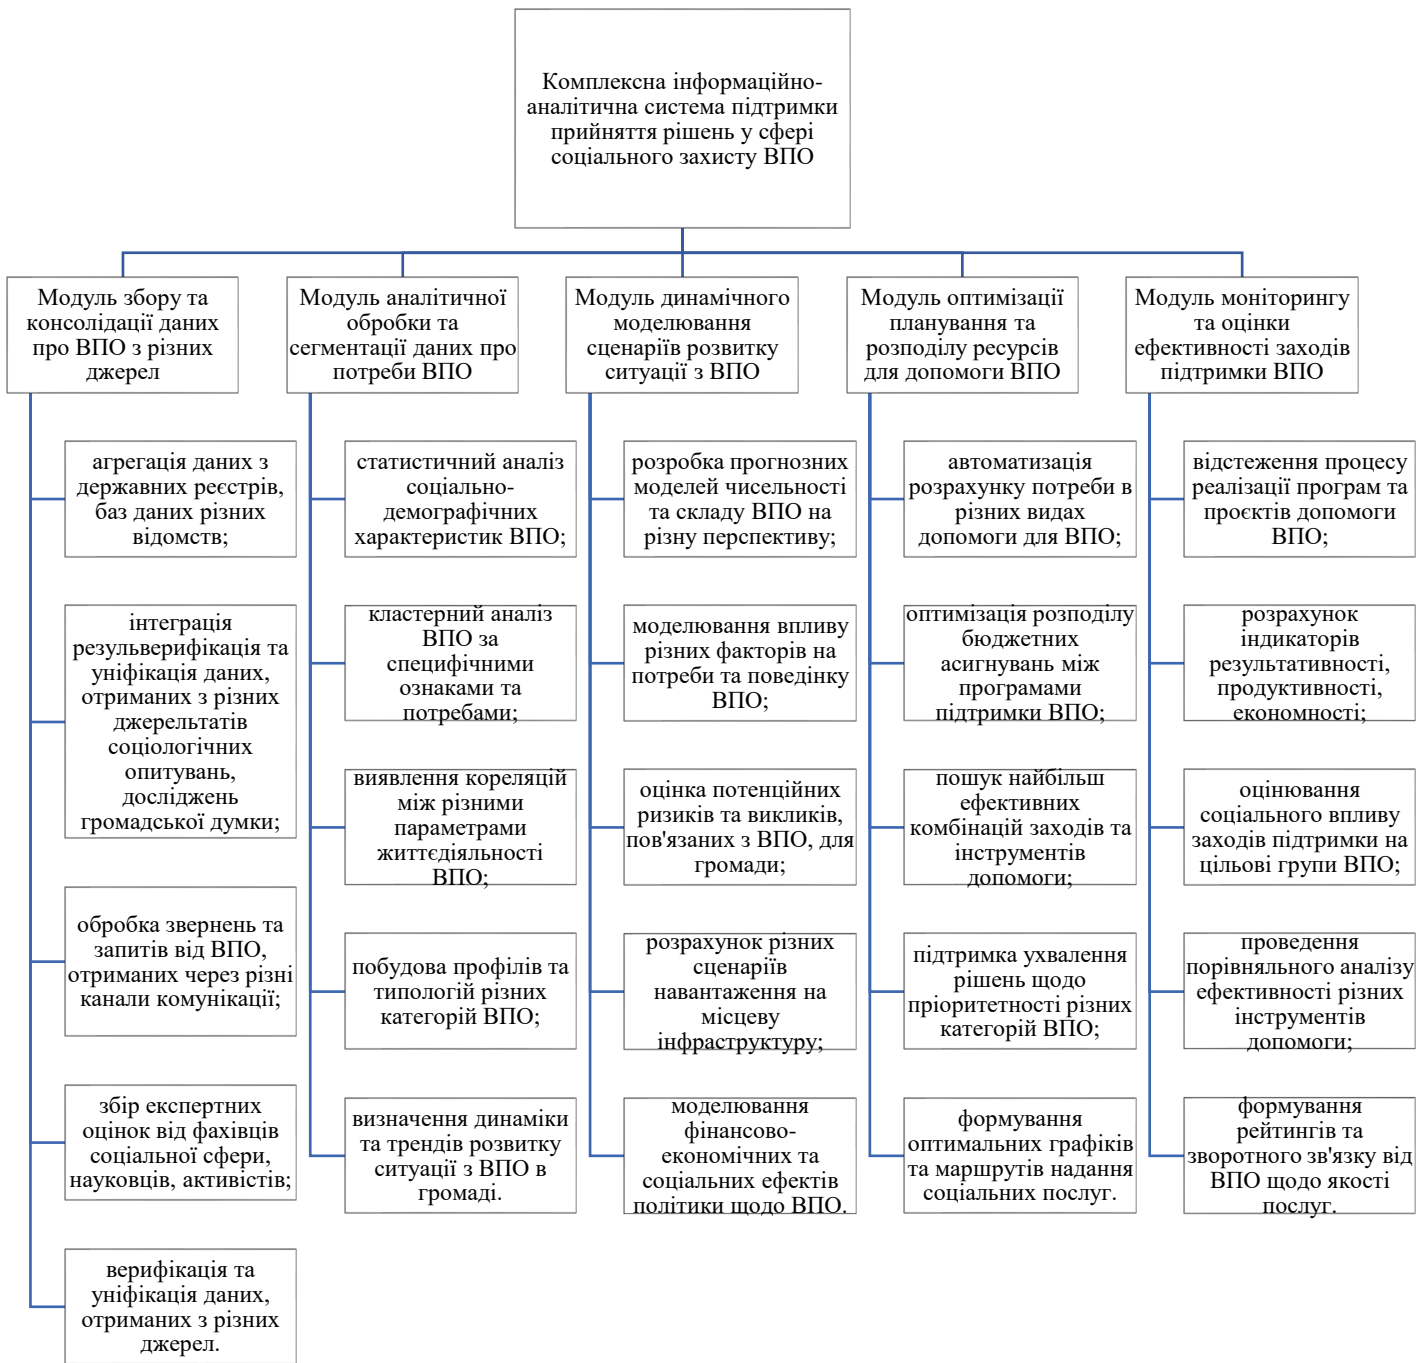 Комплексна інформаційно-
аналітична система підтримки
прийняття рішень у сфері
соціального захисту ВПО
Модуль збору та
консолідації даних
про ВПО з різних
джерел
агрегація даних з
державних реєстрів,
баз даних різних
відомств;
інтеграція
результверифікація та
уніфікація даних,
отриманих з різних
джерельтатів
соціологічних
опитувань,
досліджень
громадської думки;
обробка звернень та
запитів від ВПО,
отриманих через різні
канали комунікації;
збір експертних
оцінок від фахівців
соціальної сфери,
науковців, активістів;
верифікація та
уніфікація даних,
отриманих з різних
джерел.
Модуль аналітичної
обробки та
сегментації даних про
потреби ВПО
статистичний аналіз
соціально-
демографічних
характеристик ВПО;
кластерний аналіз
ВПО за
специфічними
ознаками та
потребами;
виявлення кореляцій
між різними
параметрами
життєдіяльності
ВПО;
побудова профілів та
типологій різних
категорій ВПО;
визначення динаміки
та трендів розвитку
ситуації з ВПО в
громаді.
Модуль динамічного
моделювання
сценаріїв розвитку
ситуації з ВПО
розробка прогнозних
моделей чисельності
та складу ВПО на
різну перспективу;
моделювання впливу
різних факторів на
потреби та поведінку
ВПО;
оцінка потенційних
ризиків та викликів,
пов'язаних з ВПО, для
громади;
розрахунок різних
сценаріїв
навантаження на
місцеву
інфраструктуру;
моделювання
фінансово-
економічних та
соціальних ефектів
політики щодо ВПО.
Модуль оптимізації
планування та
розподілу ресурсів
для допомоги ВПО
автоматизація
розрахунку потреби в
різних видах
допомоги для ВПО;
оптимізація розподілу
бюджетних
асигнувань між
програмами
підтримки ВПО;
пошук найбільш
ефективних
комбінацій заходів та
інструментів
допомоги;
підтримка ухвалення
рішень щодо
пріоритетності різних
категорій ВПО;
формування
оптимальних графіків
та маршрутів надання
соціальних послуг.
Модуль моніторингу
та оцінки
ефективності заходів
підтримки ВПО
відстеження процесу
реалізації програм та
проєктів допомоги
ВПО;
розрахунок
індикаторів
результативності,
продуктивності,
економності;
оцінювання
соціального впливу
заходів підтримки на
цільові групи ВПО;
проведення
порівняльного аналізу
ефективності різних
інструментів
допомоги;
формування
рейтингів та
зворотного зв'язку від
ВПО щодо якості
послуг.